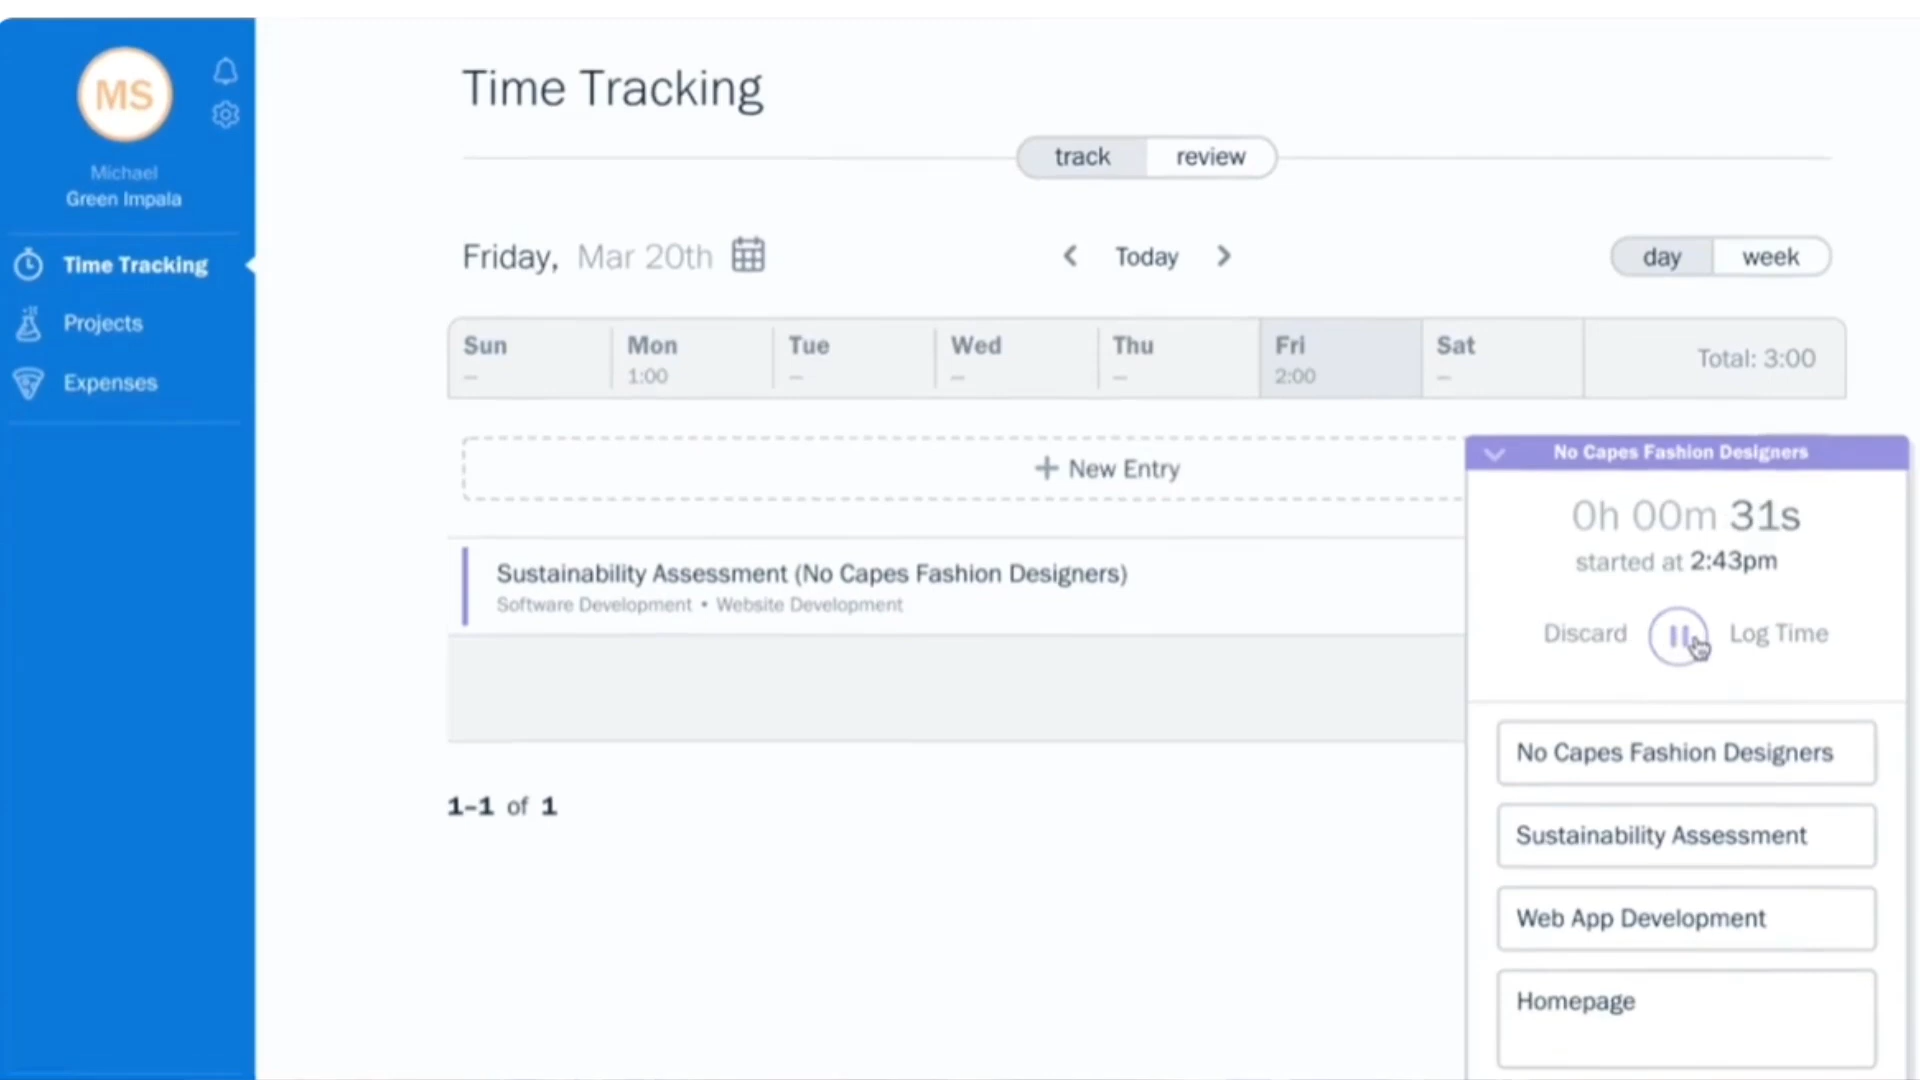 MS
Michael
Green Impala
Time Tracking
Projects
Expenses
Time Tracking
track review
Friday, Mar 20th
Today
day week
Sun Mon Tue Wed Thu Fri Sat
– 1:00 – – – 2:00 –
Total: 3:00
+ New Entry
Sustainability Assessment (No Capes Fashion Designers)
Software Development • Website Development
1–1 of 1
No Capes Fashion Designers
0h 00m 31s
started at 2:43pm
Discard Log Time
No Capes Fashion Designers
Sustainability Assessment
Web App Development
Homepage